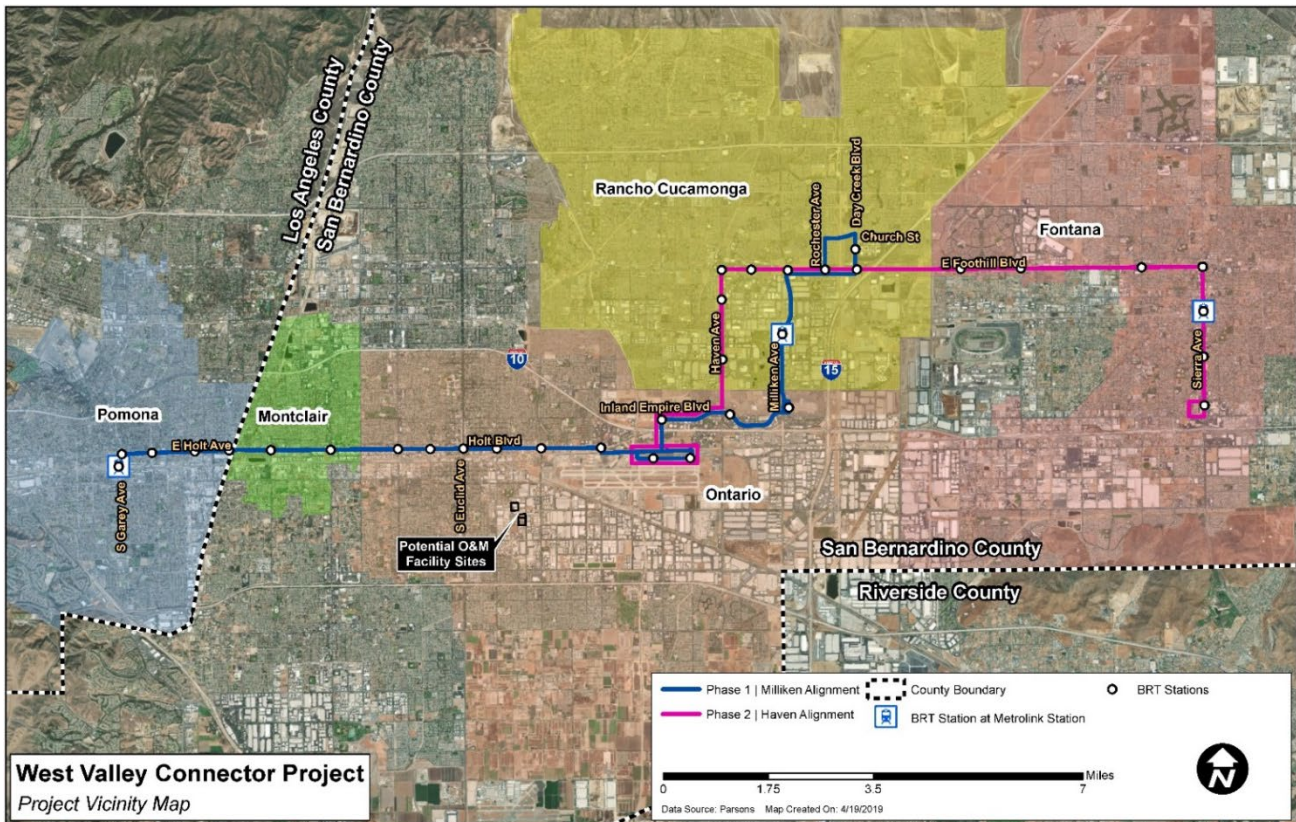 Los Angeles County
San Bernardino County
Rancho Cucamonga
Rochester Ave
Day Creek Blvd
Church St
Fontana
E Foothill Blvd
Haven Ave
Milliken Ave
Sierra Ave
10
15
Inland Empire Blvd
Pomona
Montclair
E Holt Ave
Holt Blvd
S Garey Ave
S Euclid Ave
Ontario
Potential O&M
Facility Sites
San Bernardino County
Riverside County
Phase 1 | Milliken Alignment
County Boundary
BRT Stations
Phase 2 | Haven Alignment
BRT Station at Metrolink Station
Miles
0 1.75 3.5 7
Data Source: Parsons Map Created On: 4/19/2019
N
West Valley Connector Project
Project Vicinity Map